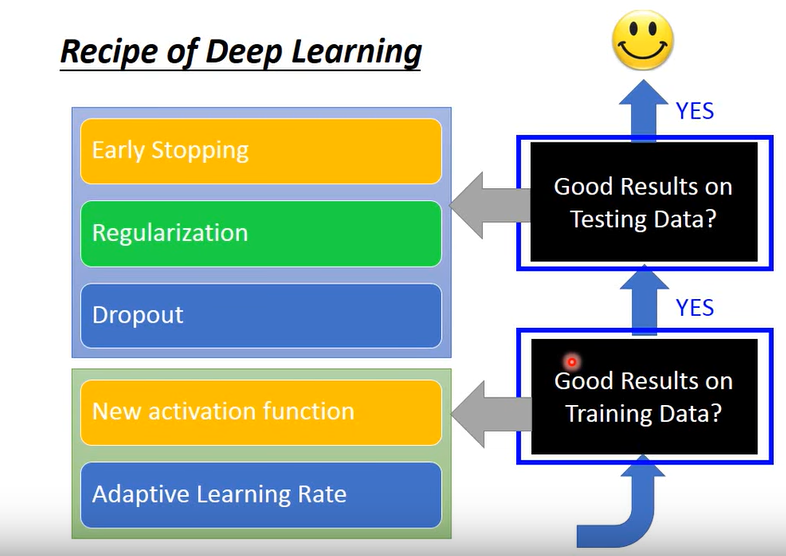 Recipe of Deep Learning
YES
Early Stopping
Good Results on
Testing Data?
Regularization
Dropout
YES
New activation function
Good Results on
Training Data?
Adaptive Learning Rate